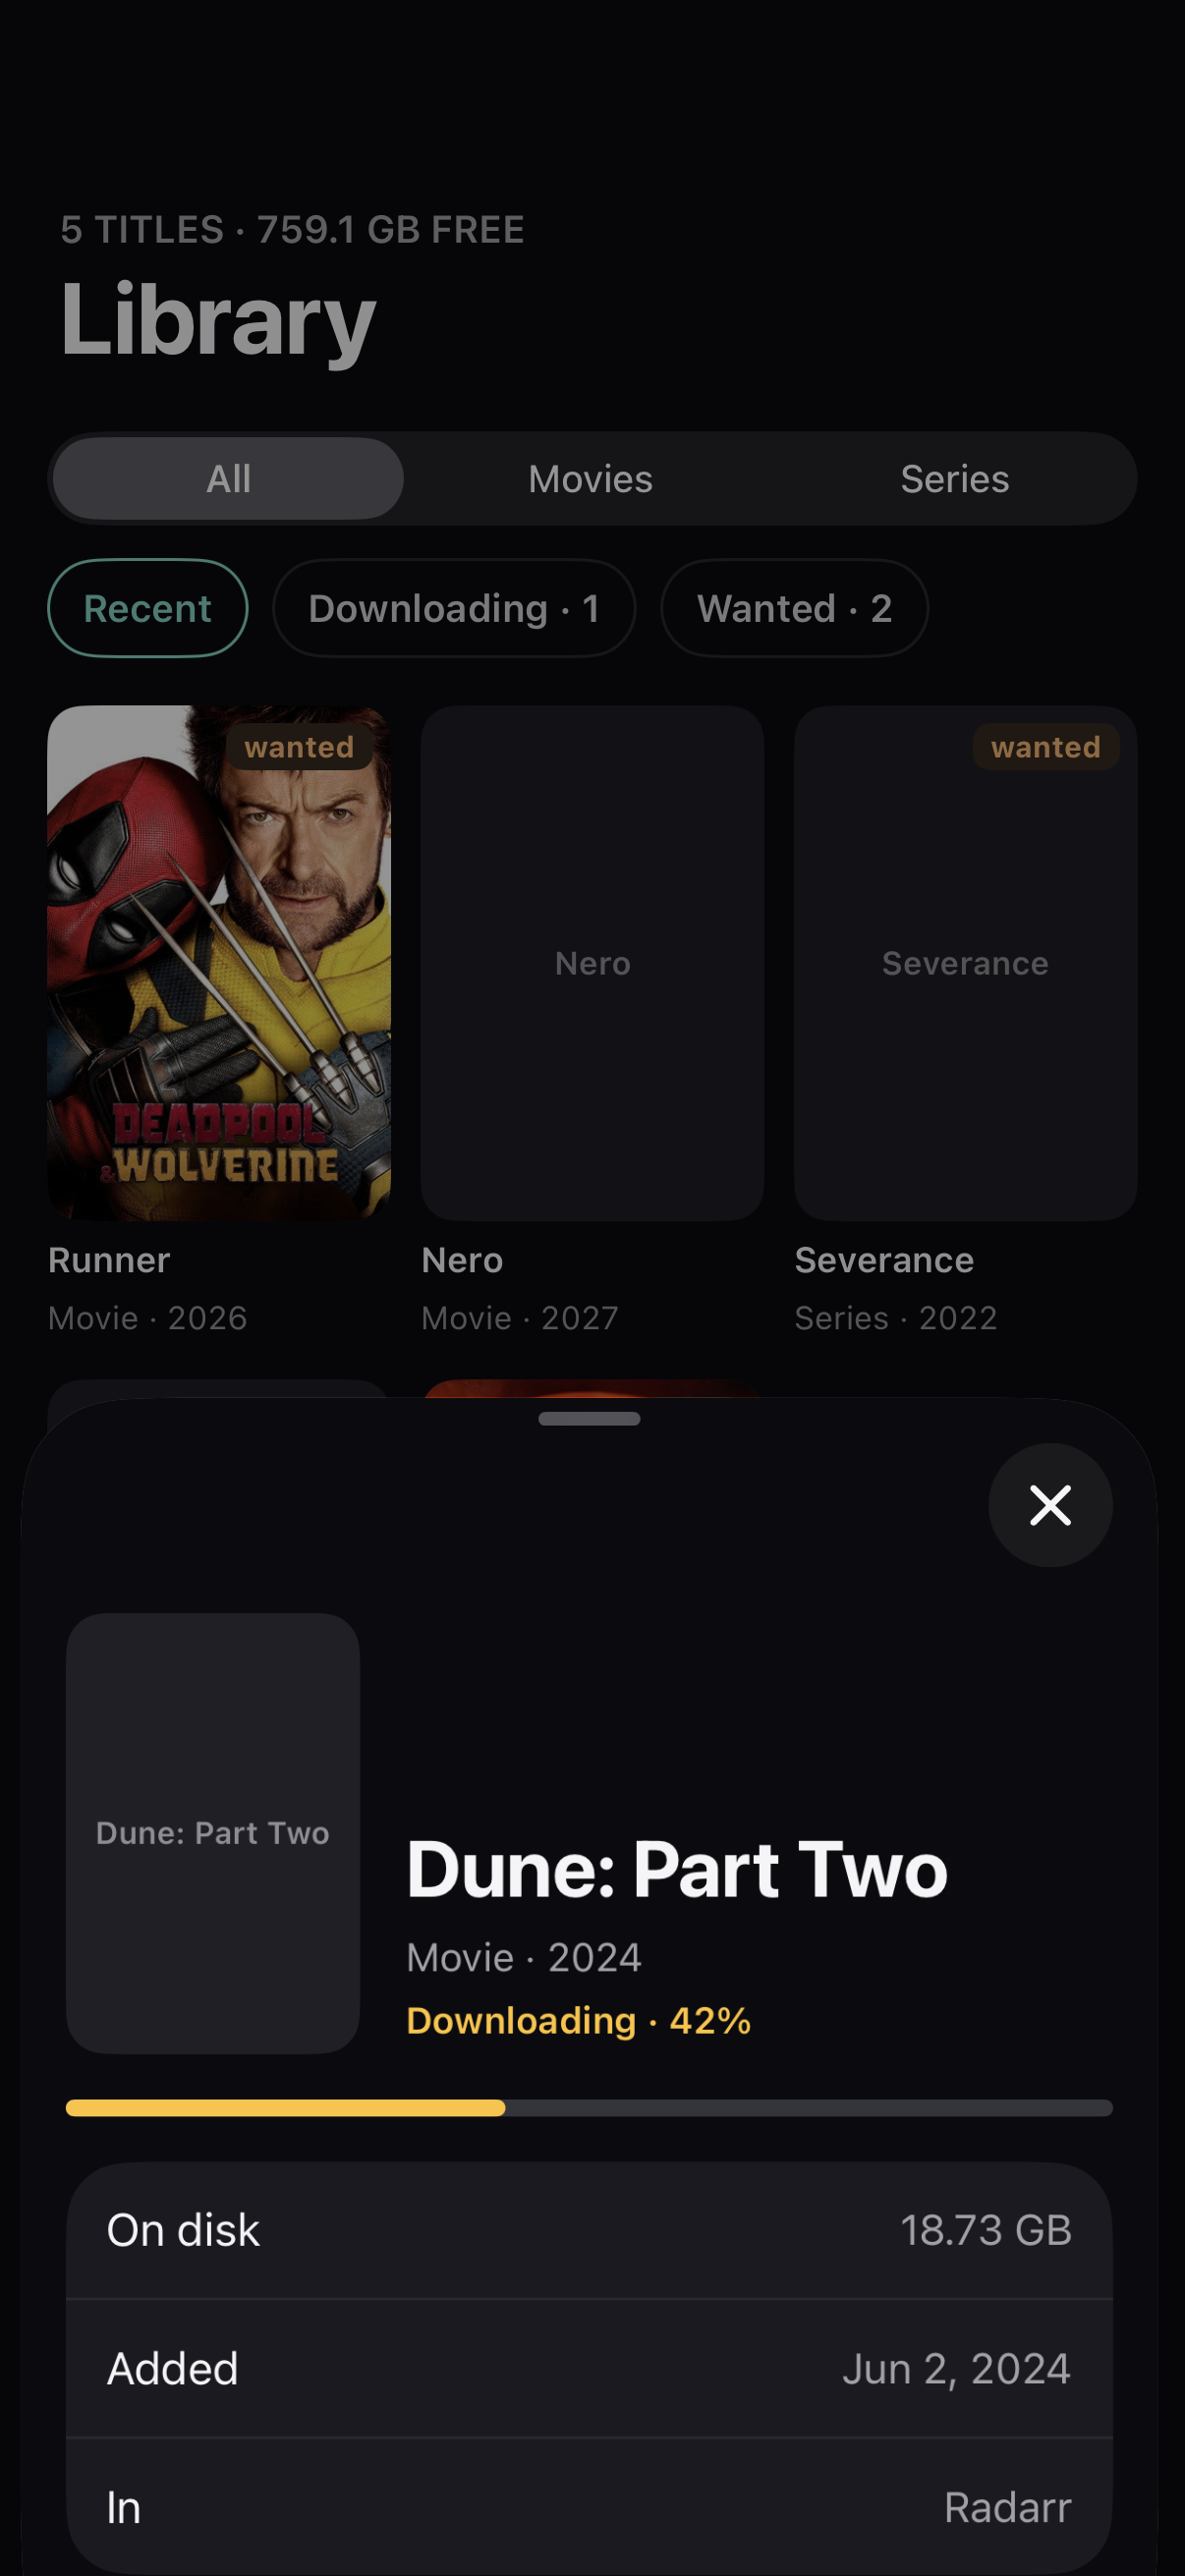 5 TITLES · 759.1 GB FREE
Library
All Movies Series
Recent Downloading · 1 Wanted · 2
wanted wanted
Nero Severance
DEADPOOL
&WOLVERINE
Runner Nero Severance
Movie · 2026 Movie · 2027 Series · 2022
Dune: Part Two
Dune: Part Two
Movie · 2024
Downloading · 42%
On disk 18.73 GB
Added Jun 2, 2024
In Radarr